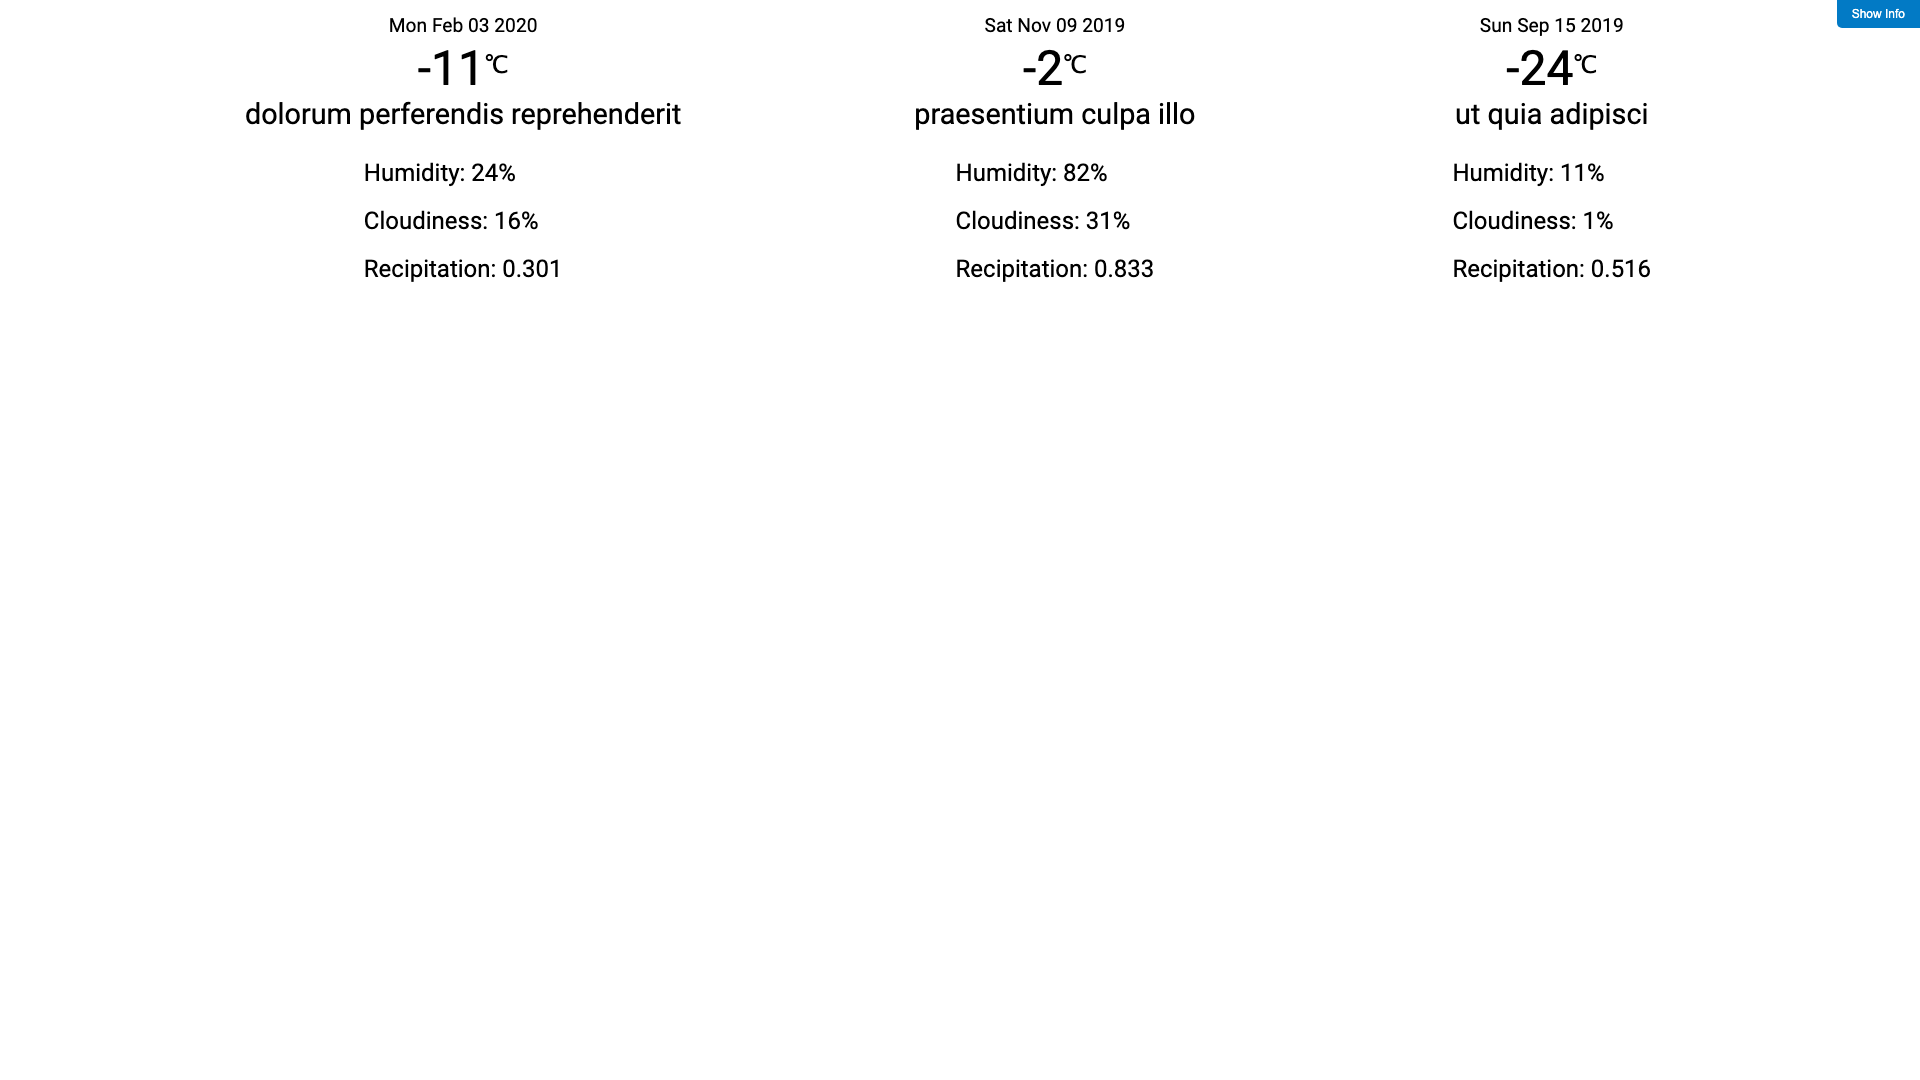 Mon Feb 03 2020
-11℃
dolorum perferendis reprehenderit
Humidity: 24%
Cloudiness: 16%
Recipitation: 0.301
Sat Nov 09 2019
-2℃
praesentium culpa illo
Humidity: 82%
Cloudiness: 31%
Recipitation: 0.833
Sun Sep 15 2019
-24℃
ut quia adipisci
Humidity: 11%
Cloudiness: 1%
Recipitation: 0.516
Show Info